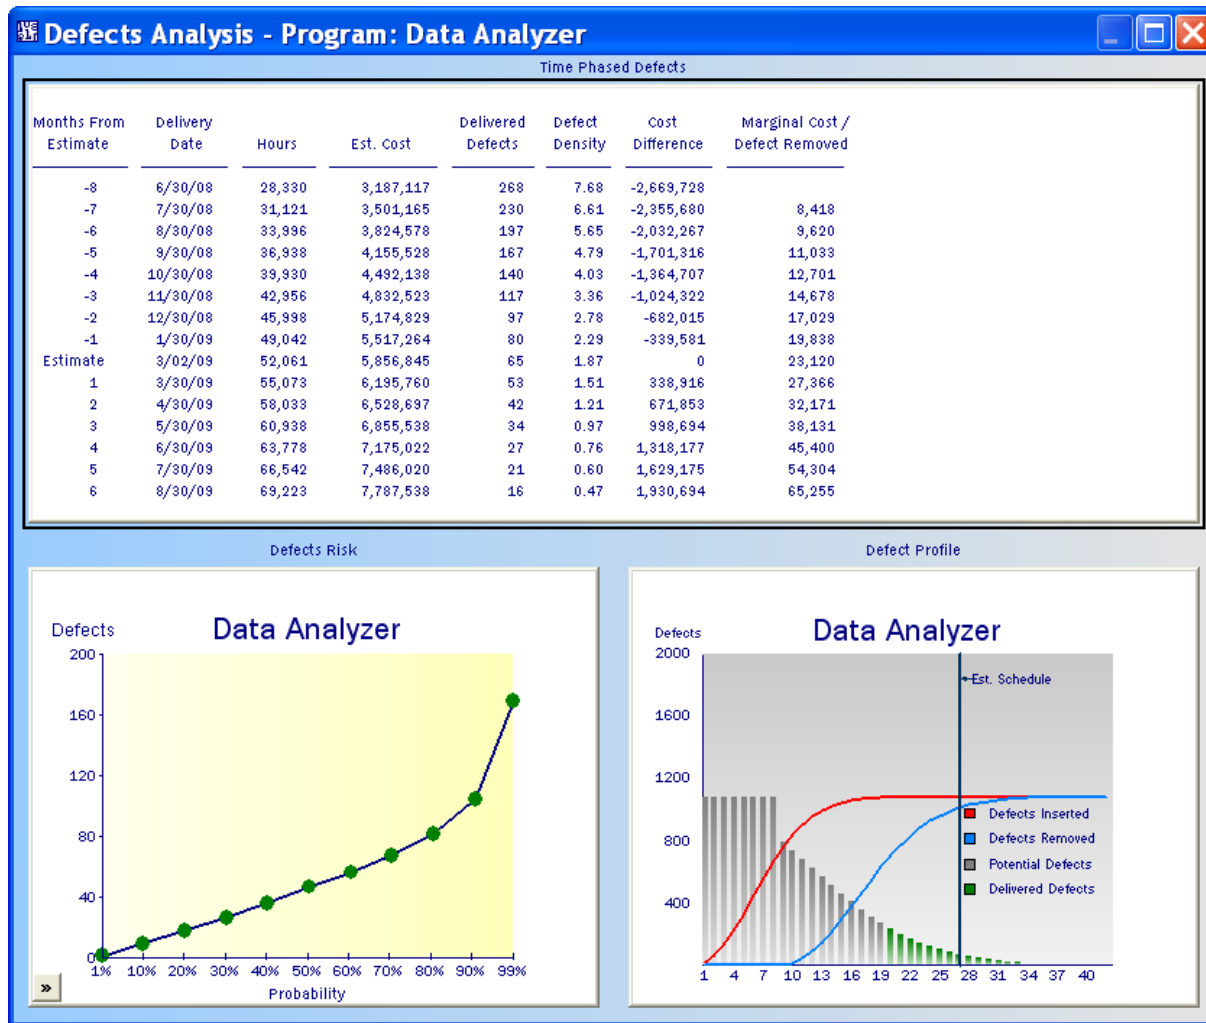 Defects Analysis - Program: Data Analyzer
Time Phased Defects
Months From Delivery Delivered Defect Cost Marginal Cost /
Estimate Date Hours Est. Cost Defects Density Difference Defect Removed
-8 6/30/08 28,330 3,187,117 268 7.68 -2,669,728
-7 7/30/08 31,121 3,501,165 230 6.61 -2,355,680 8,418
-6 8/30/08 33,996 3,824,578 197 5.65 -2,032,267 9,620
-5 9/30/08 36,938 4,155,528 167 4.79 -1,701,316 11,033
-4 10/30/08 39,930 4,492,138 140 4.03 -1,364,707 12,701
-3 11/30/08 42,956 4,832,523 117 3.36 -1,024,322 14,678
-2 12/30/08 45,998 5,174,829 97 2.78 -682,015 17,029
-1 1/30/09 49,042 5,517,264 80 2.29 -339,581 19,838
Estimate 3/02/09 52,061 5,856,845 65 1.87 0 23,120
1 3/30/09 55,073 6,195,760 53 1.51 338,916 27,366
2 4/30/09 58,033 6,528,697 42 1.21 671,853 32,171
3 5/30/09 60,938 6,855,538 34 0.97 998,694 38,131
4 6/30/09 63,778 7,175,022 27 0.76 1,318,177 45,400
5 7/30/09 66,542 7,486,020 21 0.60 1,629,175 54,304
6 8/30/09 69,223 7,787,538 16 0.47 1,930,694 65,255
Defects Risk
Defects
Data Analyzer
200
160
120
80
40
0
1% 10% 20% 30% 40% 50% 60% 70% 80% 90% 99%
Probability
»
Defect Profile
Defects
Data Analyzer
2000
Est. Schedule
1600
1200
Defects Inserted
800
Defects Removed
Potential Defects
Delivered Defects
400
1 4 7 10 13 16 19 22 25 28 31 34 37 40